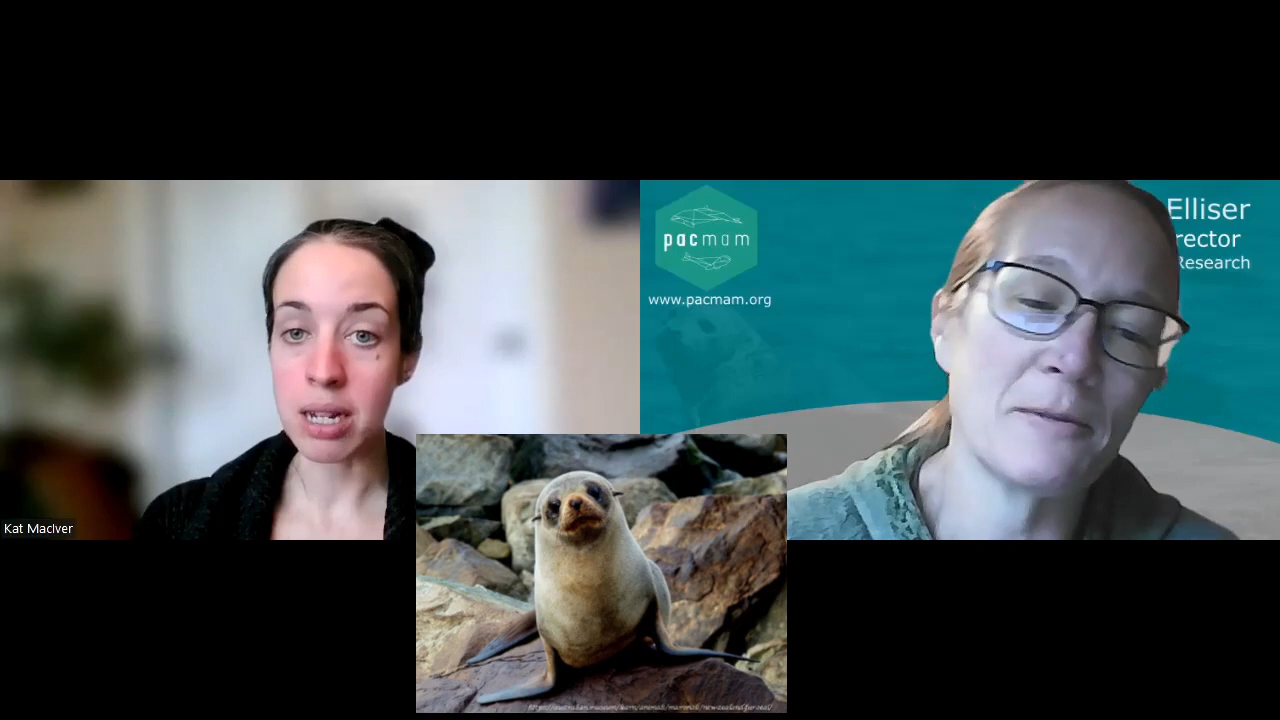 Kat MacIver
pacmam
www.pacmam.org
Elliser
rector
Research